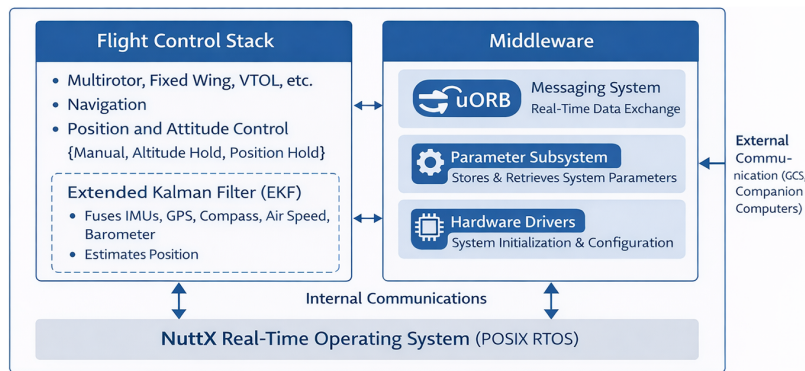 Flight Control Stack
• Multirotor, Fixed Wing, VTOL, etc.
• Navigation
• Position and Attitude Control
{Manual, Altitude Hold, Position Hold}
Extended Kalman Filter (EKF)
• Fuses IMUs, GPS, Compass, Air Speed,
Barometer
• Estimates Position
Middleware
uORB
Messaging System
Real-Time Data Exchange
Parameter Subsystem
Stores & Retrieves System Parameters
Hardware Drivers
System Initialization & Configuration
External
Commu-
nication (GCS,
Companion
Computers)
Internal Communications
NuttX Real-Time Operating System (POSIX RTOS)